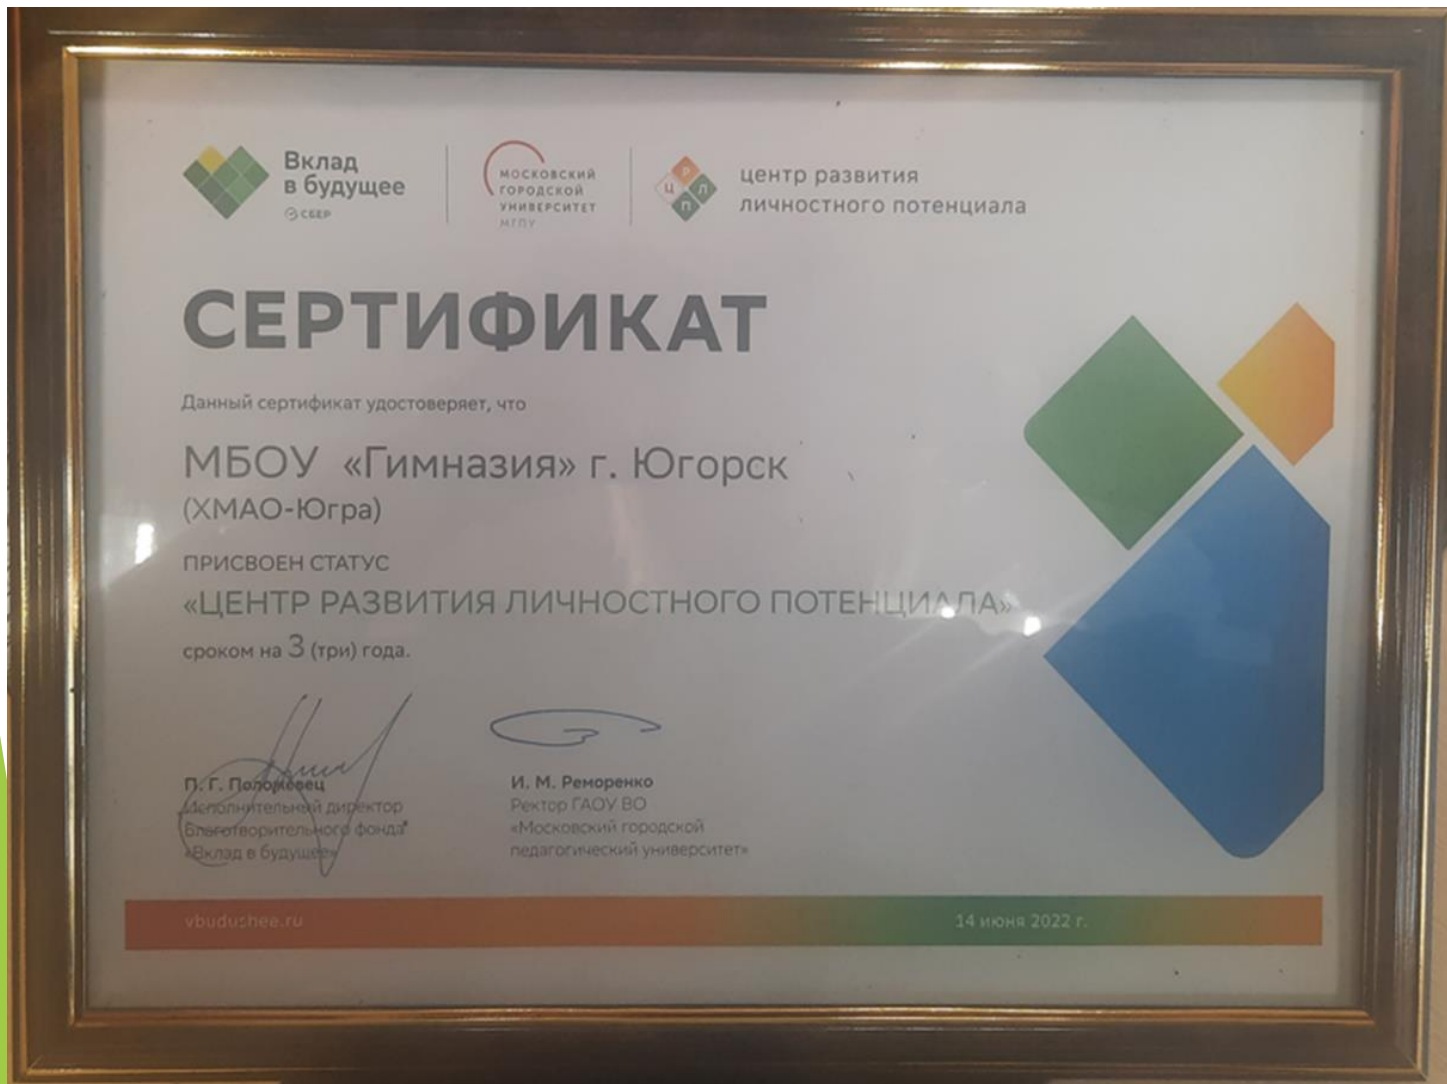 Вклад
в будущее
СБЕР
МОСКОВСКИЙ
ГОРОДСКОЙ
УНИВЕРСИТЕТ
МГПУ
Р
Ц Л
П
центр развития
личностного потенциала
СЕРТИФИКАТ
Данный сертификат удостоверяет, что
МБОУ «Гимназия» г. Югорск
(ХМАО-Югра)
ПРИСВОЕН СТАТУС
«ЦЕНТР РАЗВИТИЯ ЛИЧНОСТНОГО ПОТЕНЦИАЛА»
сроком на 3 (три) года.
П. Г. Положевец
Исполнительный директор
Благотворительного фонда
«Вклад в будущее»
И. М. Реморенко
Ректор ГАОУ ВО
«Московский городской
педагогический университет»
vbudushee.ru
14 июня 2022 г.